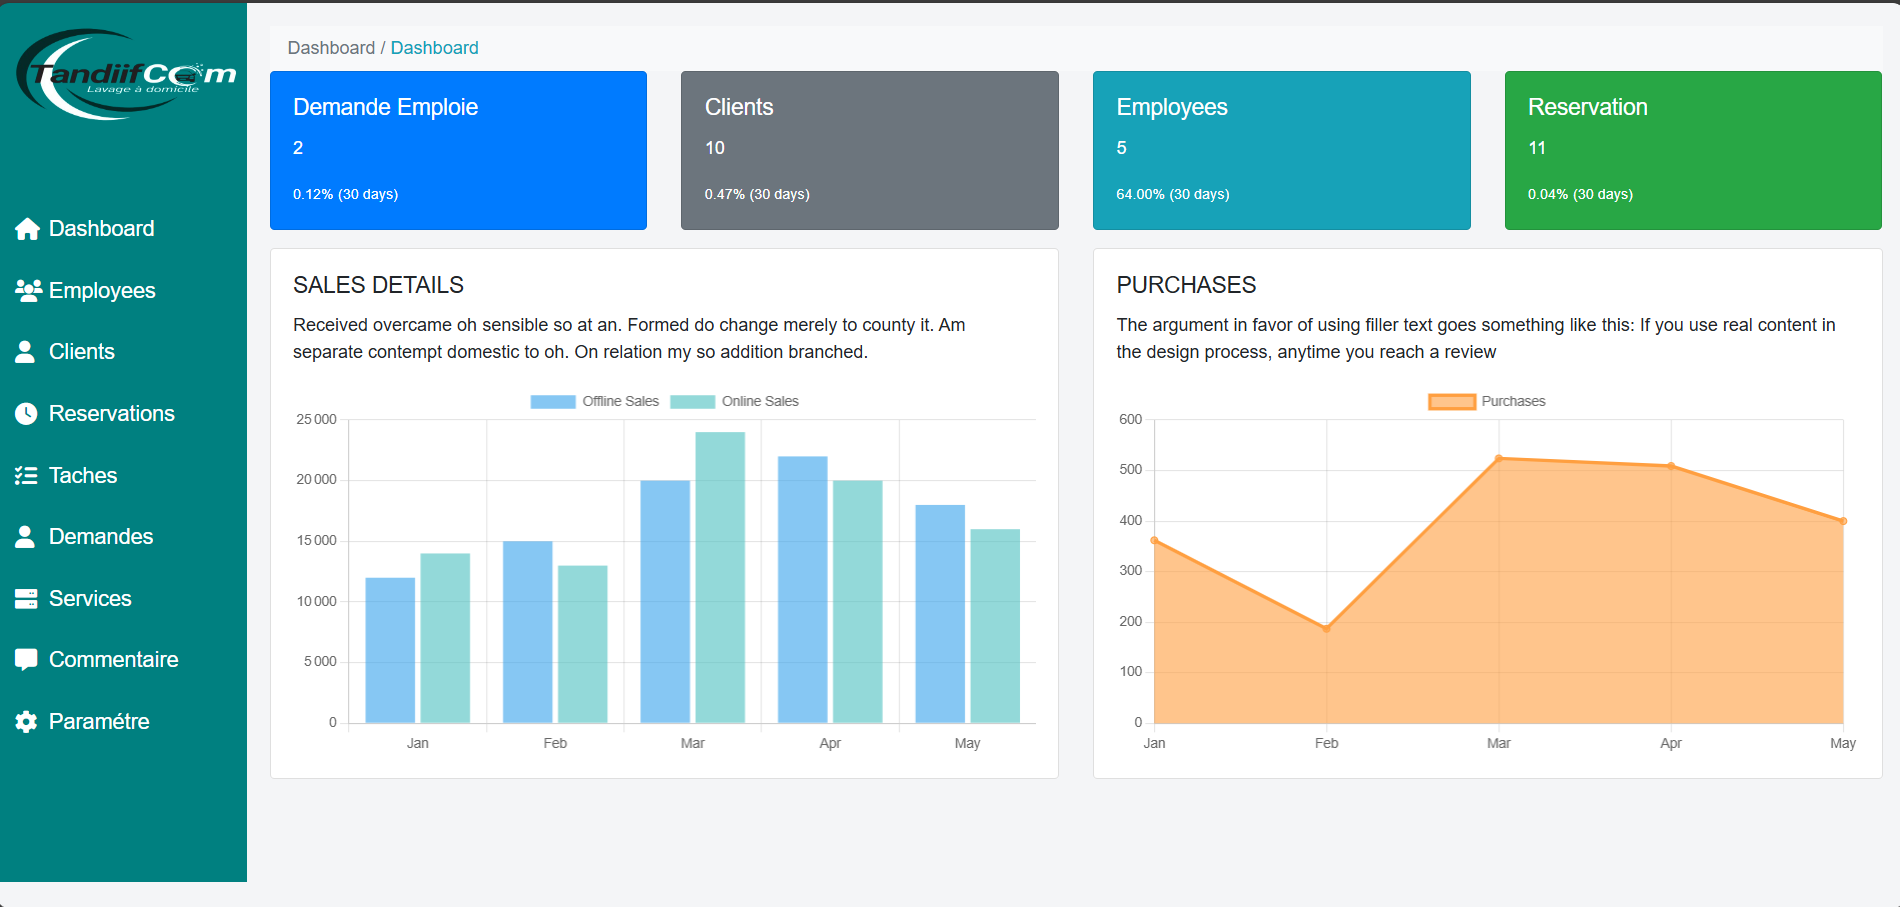 TandiifCom
Lavage à domicile
Dashboard
Employees
Clients
Reservations
Taches
Demandes
Services
Commentaire
Paramétre
Dashboard / Dashboard
Demande Emploie
2
0.12% (30 days)
Clients
10
0.47% (30 days)
Employees
5
64.00% (30 days)
Reservation
11
0.04% (30 days)
SALES DETAILS
Received overcame oh sensible so at an. Formed do change merely to county it. Am
separate contempt domestic to oh. On relation my so addition branched.
Offline Sales Online Sales
25 000
20 000
15 000
10 000
5 000
0
Jan Feb Mar Apr May
PURCHASES
The argument in favor of using filler text goes something like this: If you use real content in
the design process, anytime you reach a review
Purchases
600
500
400
300
200
100
0
Jan Feb Mar Apr May